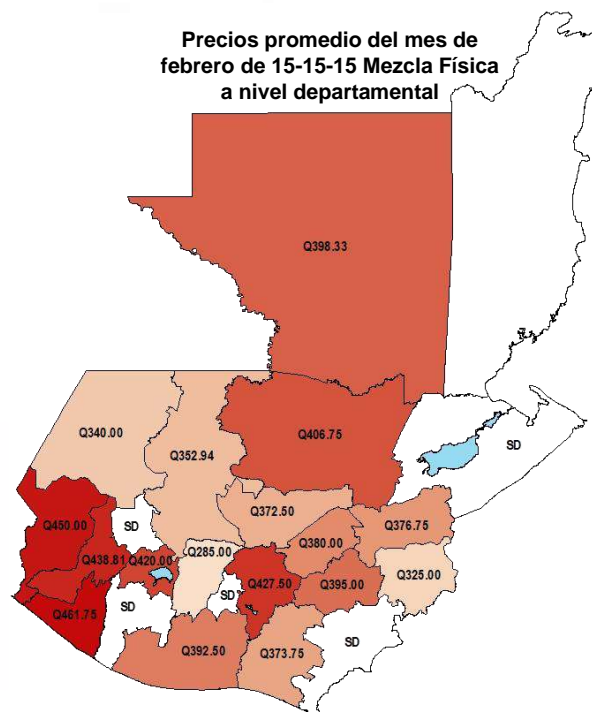 Precios promedio del mes de
febrero de 15-15-15 Mezcla Física
a nivel departamental
Q398.33
Q340.00
Q352.94
Q406.75
SD
Q372.50
Q376.75
Q450.00
SD
Q380.00
Q438.81
Q420.00
Q285.00
Q325.00
Q427.50
Q395.00
SD
SD
Q461.75
Q392.50
Q373.75
SD